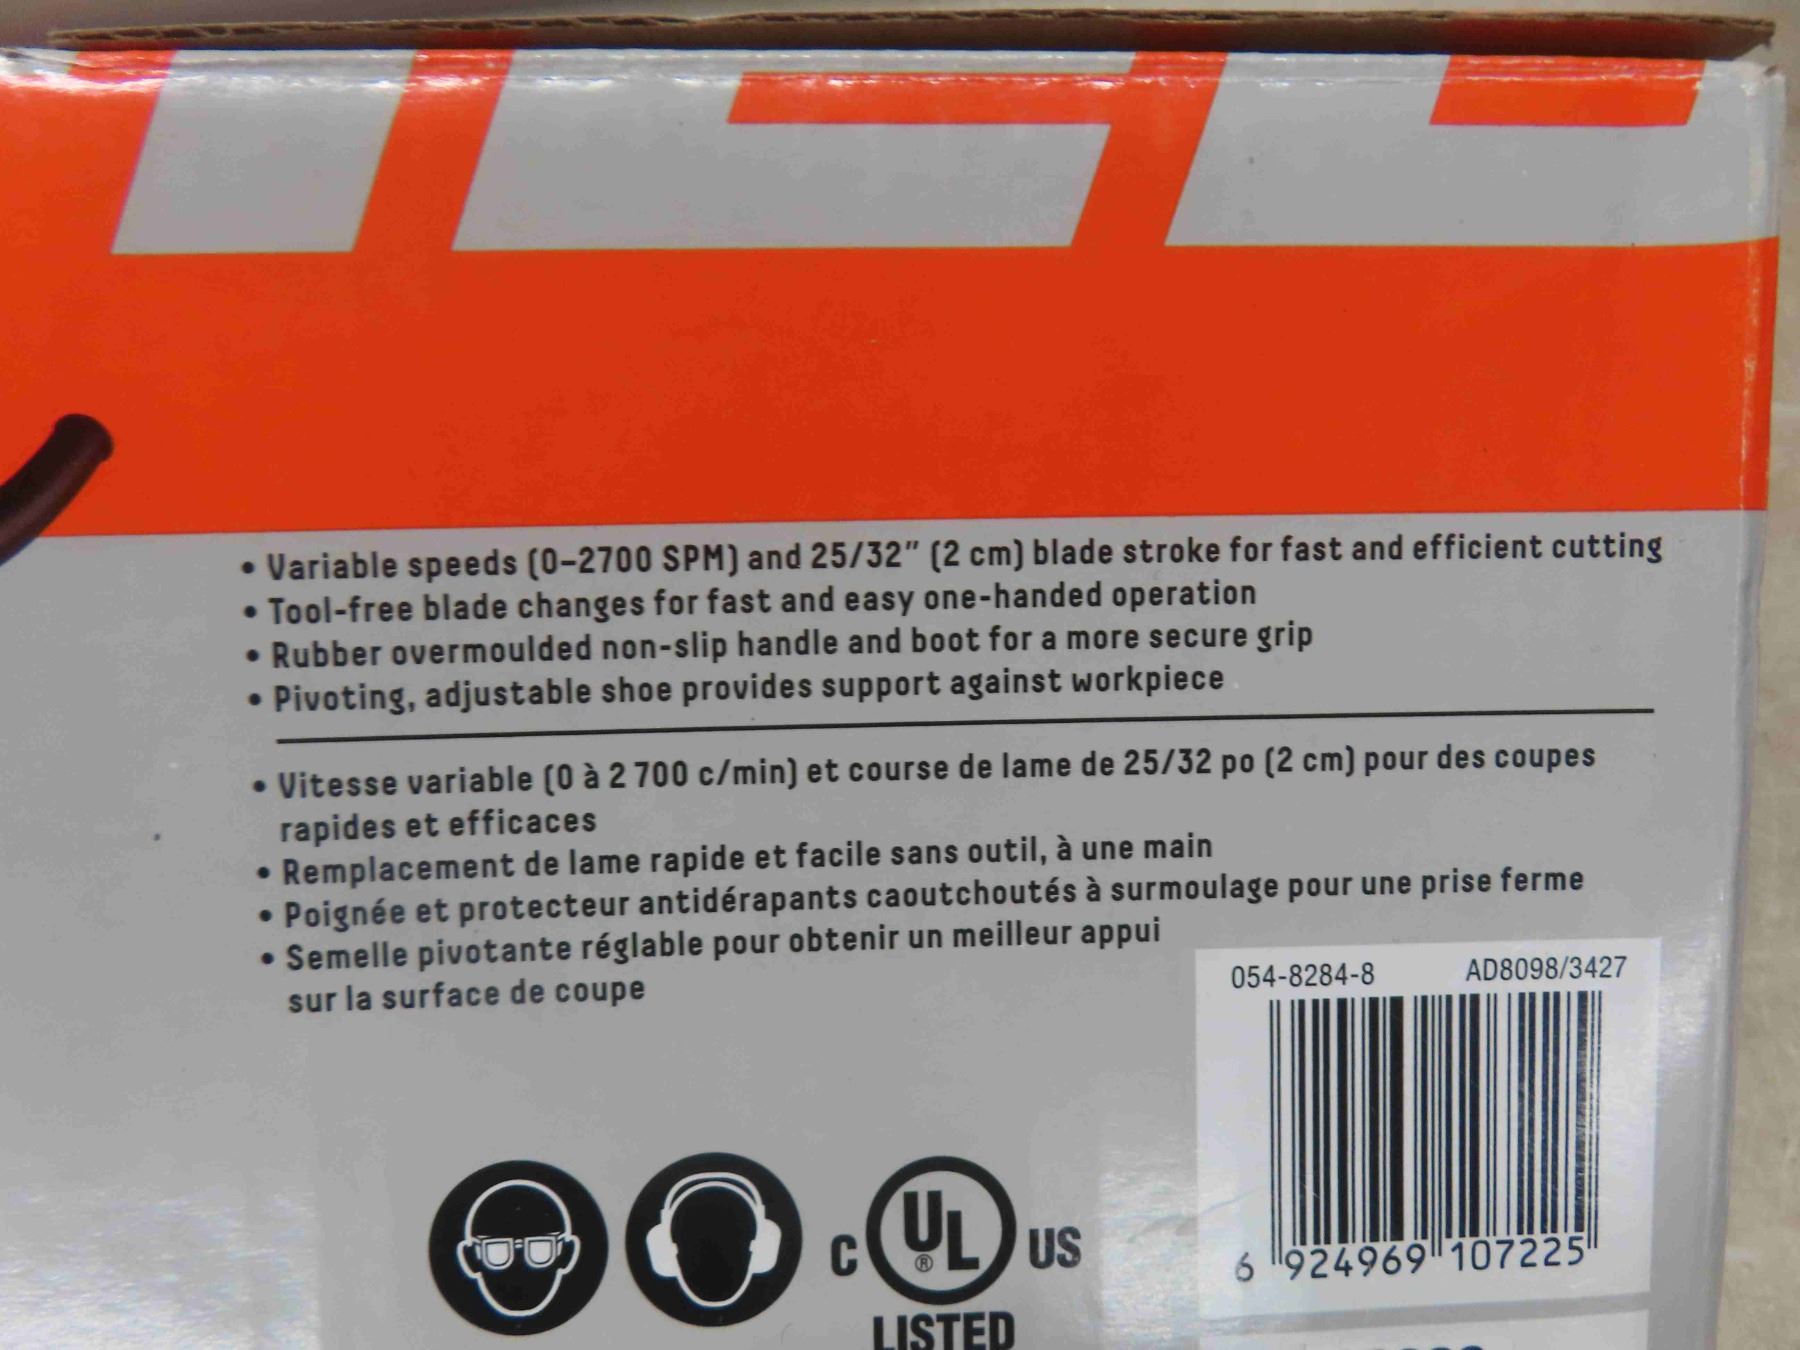 • Variable speeds (0–2700 SPM) and 25/32" (2 cm) blade stroke for fast and efficient cutting
• Tool-free blade changes for fast and easy one-handed operation
• Rubber overmoulded non-slip handle and boot for a more secure grip
• Pivoting, adjustable shoe provides support against workpiece
• Vitesse variable (0 à 2 700 c/min) et course de lame de 25/32 po (2 cm) pour des coupes
rapides et efficaces
• Remplacement de lame rapide et facile sans outil, à une main
• Poignée et protecteur antidérapants caoutchoutés à surmoulage pour une prise ferme
• Semelle pivotante réglable pour obtenir un meilleur appui
sur la surface de coupe
054-8284-8 AD8098/3427
6 924969 107225
C UL ® US
LISTED